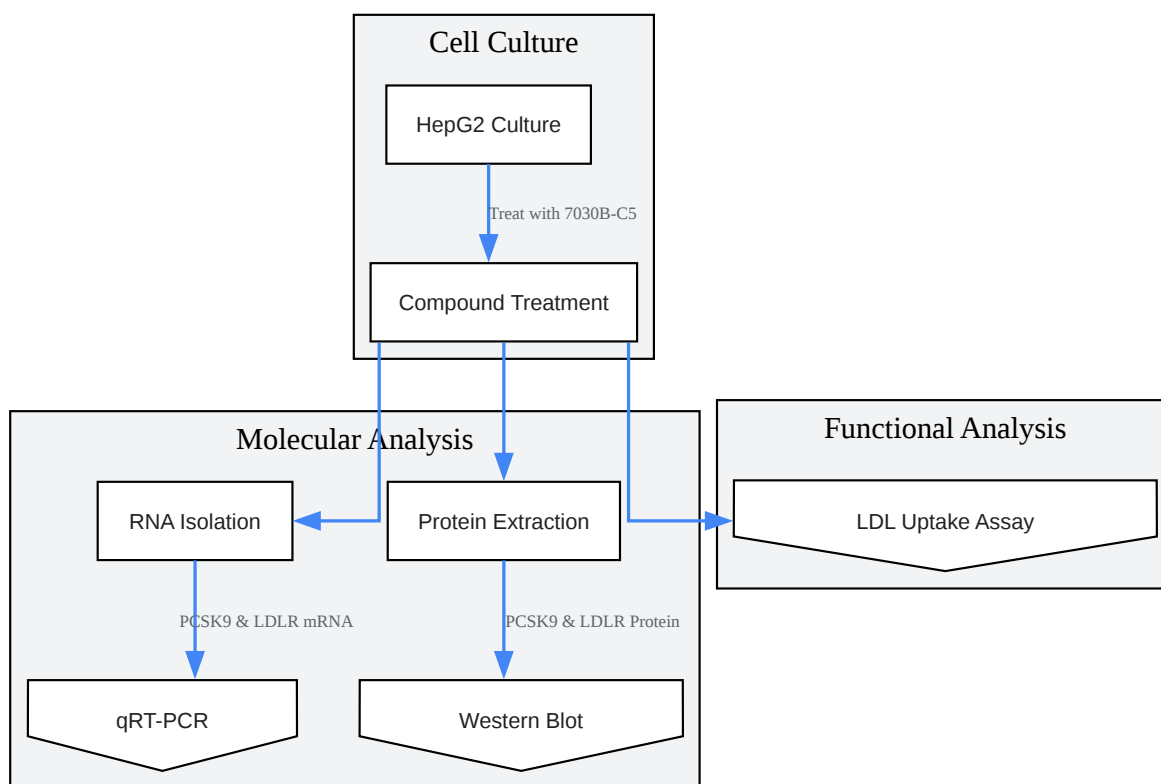 Cell Culture
HepG2 Culture
Treat with 7030B-C5
Compound Treatment
Molecular Analysis
Functional Analysis
RNA Isolation
Protein Extraction
LDL Uptake Assay
PCSK9 & LDLR mRNA
PCSK9 & LDLR Protein
qRT-PCR
Western Blot